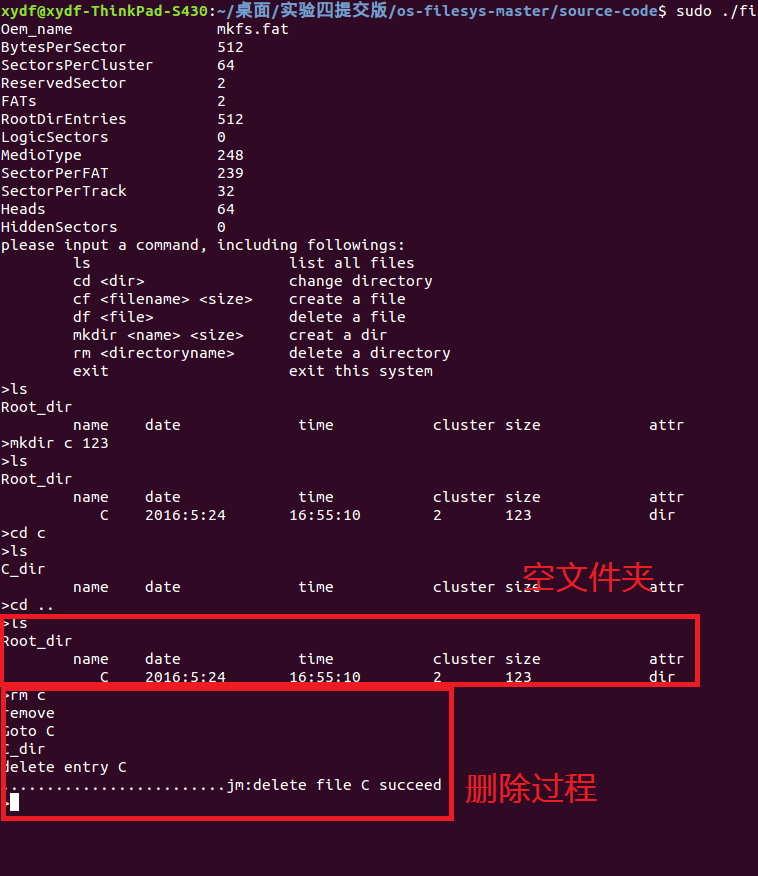 xydf@xydf-ThinkPad-S430:~/桌面/实验四提交版/os-filesys-master/source-code$ sudo ./fi
Oem_name mkfs.fat
BytesPerSector 512
SectorsPerCluster 64
ReservedSector 2
FATs 2
RootDirEntries 512
LogicSectors 0
MedioType 248
SectorPerFAT 239
SectorPerTrack 32
Heads 64
HiddenSectors 0
please input a command, including followings:
ls list all files
cd <dir> change directory
cf <filename> <size> create a file
df <file> delete a file
mkdir <name> <size> creat a dir
rm <directoryname> delete a directory
exit exit this system
>ls
Root_dir
name date time cluster size attr
>mkdir c 123
>ls
Root_dir
name date time cluster size attr
C 2016:5:24 16:55:10 2 123 dir
>cd c
>ls
C_dir
空文件夹
name date time cluster size attr
>cd ..
>ls
Root_dir
name date time cluster size attr
C 2016:5:24 16:55:10 2 123 dir
>rm c
remove
Goto C
C_dir
delete entry C
.........................jm:delete file C succeed
删除过程
>